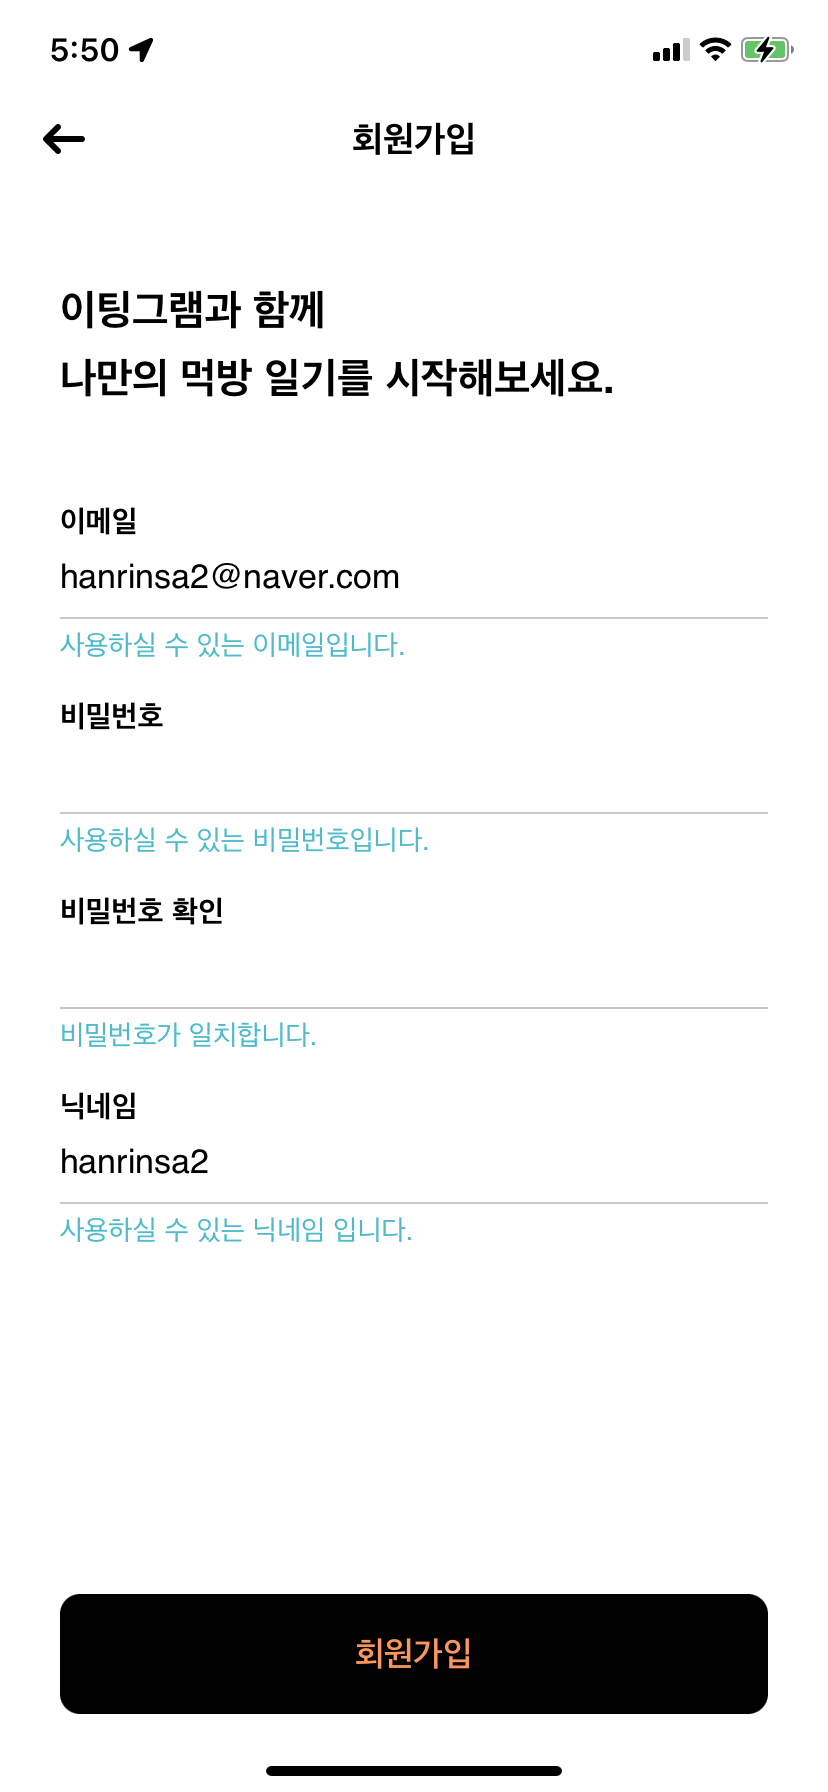 5:50
회원가입
이팅그램과 함께
나만의 먹방 일기를 시작해보세요.
이메일
hanrinsa2@naver.com
사용하실 수 있는 이메일입니다.
비밀번호
사용하실 수 있는 비밀번호입니다.
비밀번호 확인
비밀번호가 일치합니다.
닉네임
hanrinsa2
사용하실 수 있는 닉네임 입니다.
회원가입